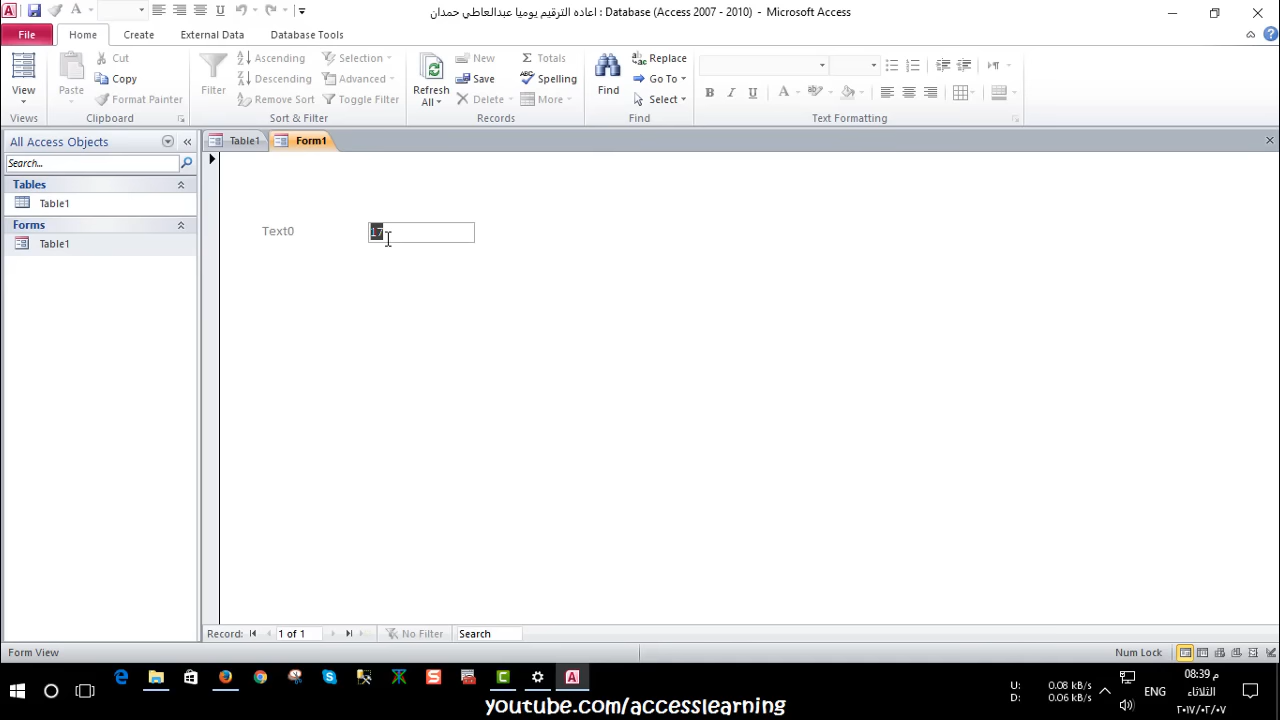 اعاده الترقيم يوميا عبدالعاطي حمدان : Database (Access 2007 - 2010) - Microsoft Access
File Home Create External Data Database Tools
View
Paste
Cut
Copy
Format Painter
Clipboard
Filter
Ascending
Descending
Remove Sort
Selection
Advanced
Toggle Filter
Sort & Filter
Refresh All
New
Save
Delete
Totals
Spelling
More
Records
Find
Replace
Go To
Select
Find
Text Formatting
Views
All Access Objects
Search...
Tables
Table1
Forms
Table1
Table1 Form1
Text0 17
Record: 1 of 1 No Filter Search
Form View Num Lock
U: 0.08 kB/s
D: 0.06 kB/s
ENG
08:39 م
الثلاثاء
٢٠١٧/٠٢/٠٧
youtube.com/accesslearning